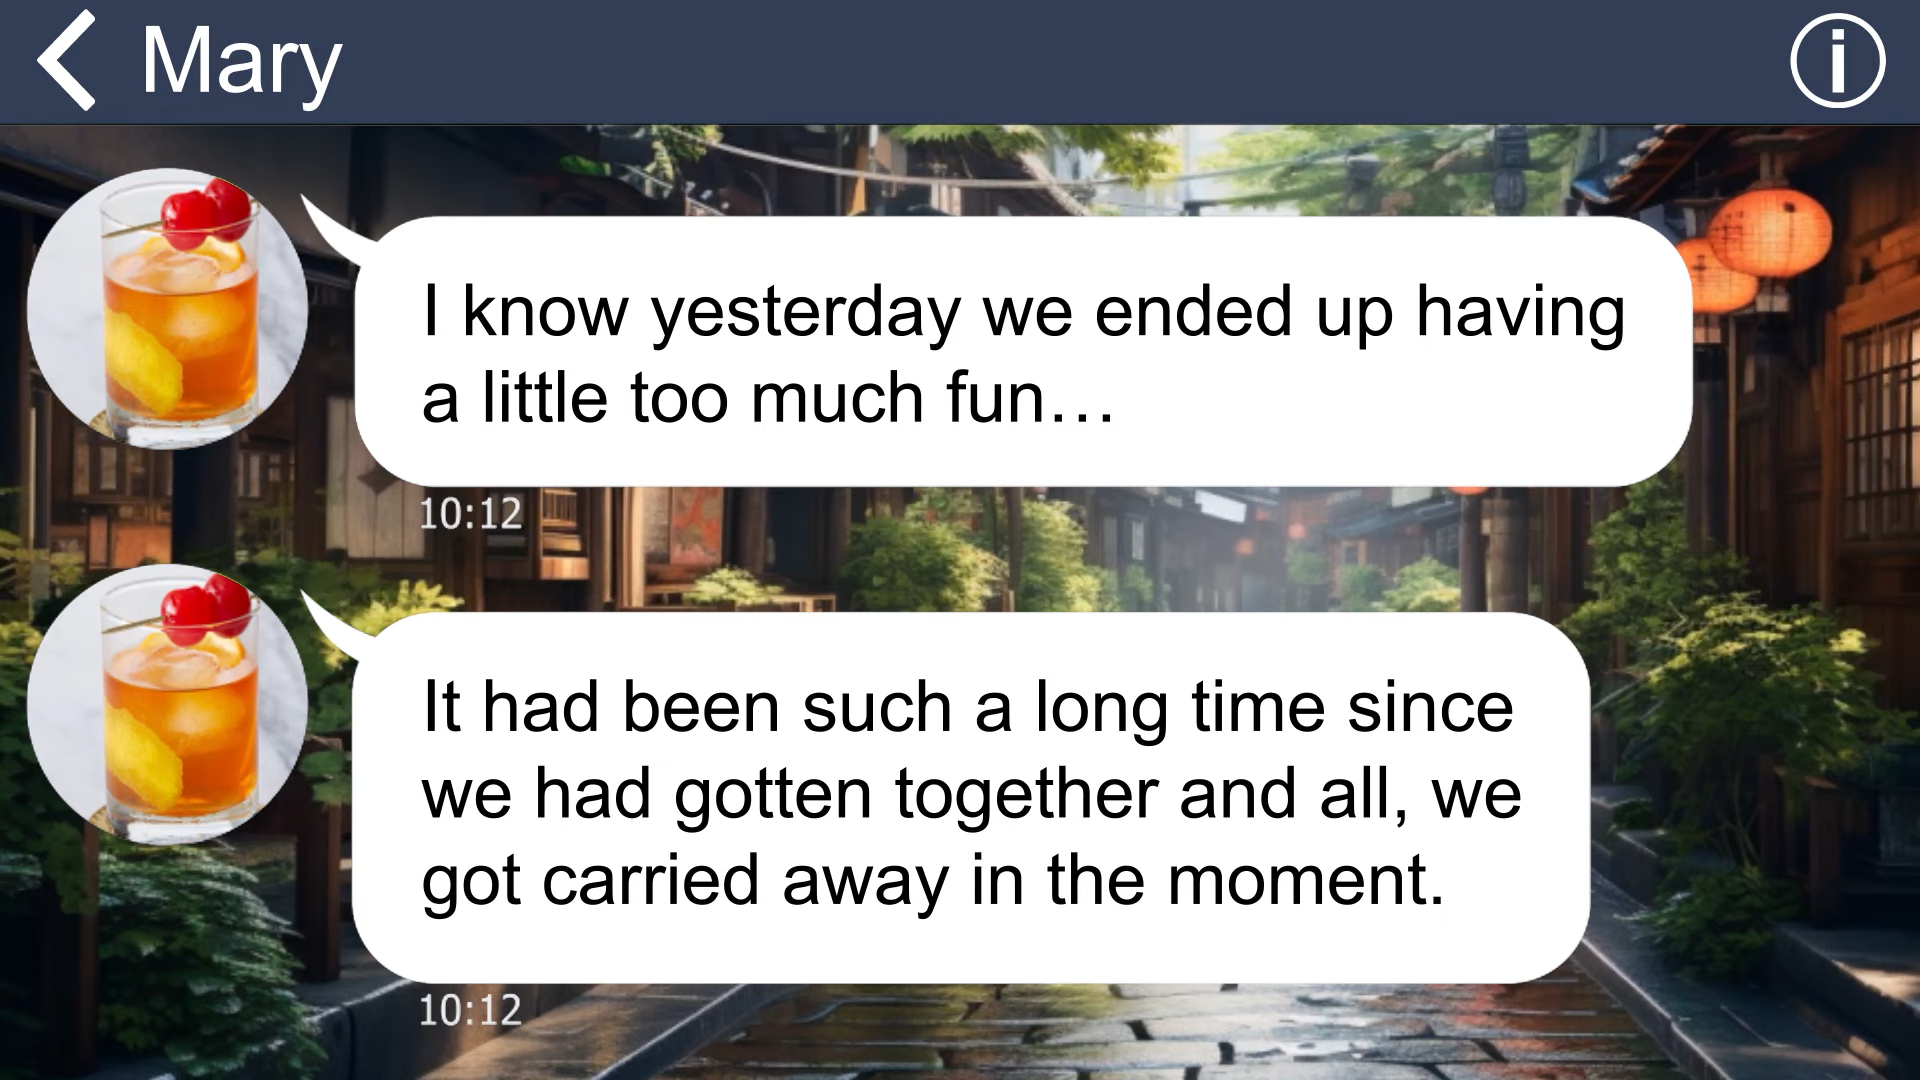 Mary
I know yesterday we ended up having
a little too much fun…
10:12
It had been such a long time since
we had gotten together and all, we
got carried away in the moment.
10:12